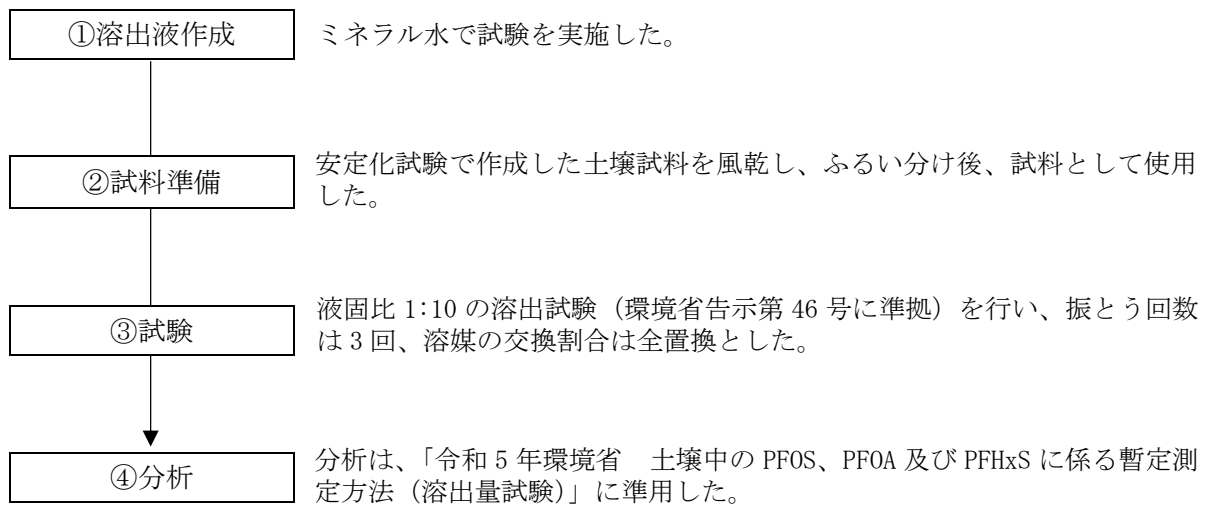 ①溶出液作成
ミネラル水で試験を実施した。
②試料準備
安定化試験で作成した土壌試料を風乾し、ふるい分け後、試料として使用
した。
③試験
液固比 1:10 の溶出試験（環境省告示第 46 号に準拠）を行い、振とう回数
は 3 回、溶媒の交換割合は全置換とした。
④分析
分析は、「令和 5 年環境省　土壌中の PFOS、PFOA 及び PFHxS に係る暫定測
定方法（溶出量試験）」に準用した。